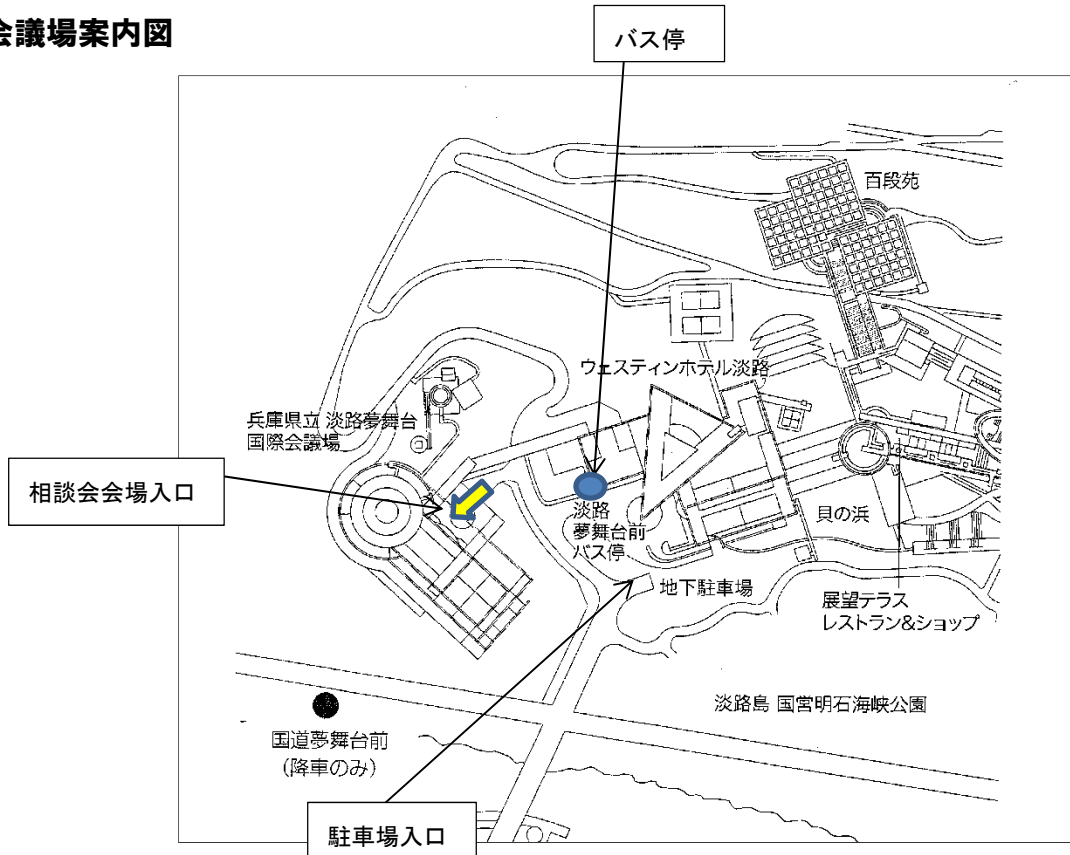 会議場案内図
バス停
百段苑
ウェスティンホテル淡路
兵庫県立 淡路夢舞台
国際会議場
相談会会場入口
淡路
夢舞台前
バス停
貝の浜
地下駐車場
展望テラス
レストラン&ショップ
淡路島 国営明石海峡公園
国道夢舞台前
(降車のみ)
駐車場入口